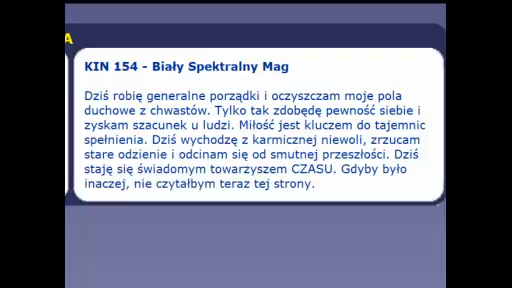 A
KIN 154 - Biały Spektralny Mag
Dziś robię generalne porządki i oczyszczam moje pola
duchowe z chwastów. Tylko tak zdobędę pewność siebie i
zyskam szacunek u ludzi. Miłość jest kluczem do tajemnic
spełnienia. Dziś wychodzę z karmicznej niewoli, zrzucam
stare odzienie i odcinam się od smutnej przeszłości. Dziś
staję się świadomym towarzyszem CZASU. Gdyby było
inaczej, nie czytałbym teraz tej strony.